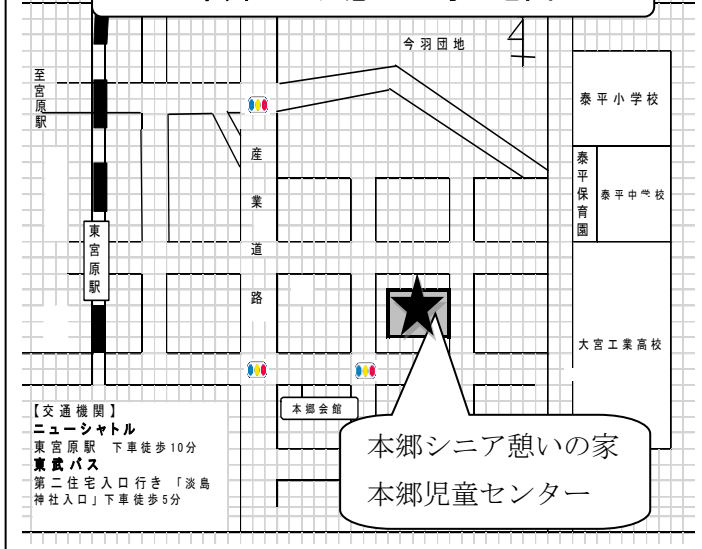 今羽団地
至宮原駅
泰平小学校
産業道路
泰平保育園
泰平中学校
東宮原駅
大宮工業高校
本郷会館
【交通機関】
ニューシャトル
東宮原駅 下車徒歩10分
東武バス
第二住宅入口行き 「淡島
神社入口」下車徒歩5分
本郷シニア憩いの家
本郷児童センター